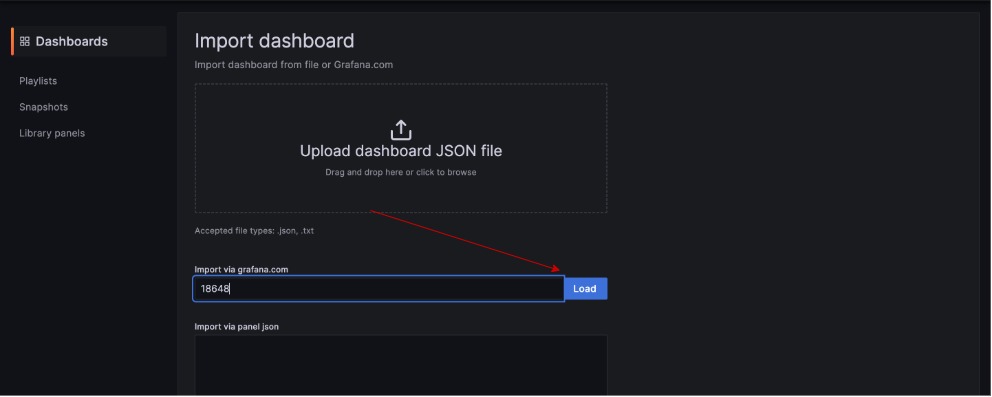 Dashboards
Playlists
Snapshots
Library panels
Import dashboard
Import dashboard from file or Grafana.com
Upload dashboard JSON file
Drag and drop here or click to browse
Accepted file types: .json, .txt
Import via grafana.com
18648
Load
Import via panel json